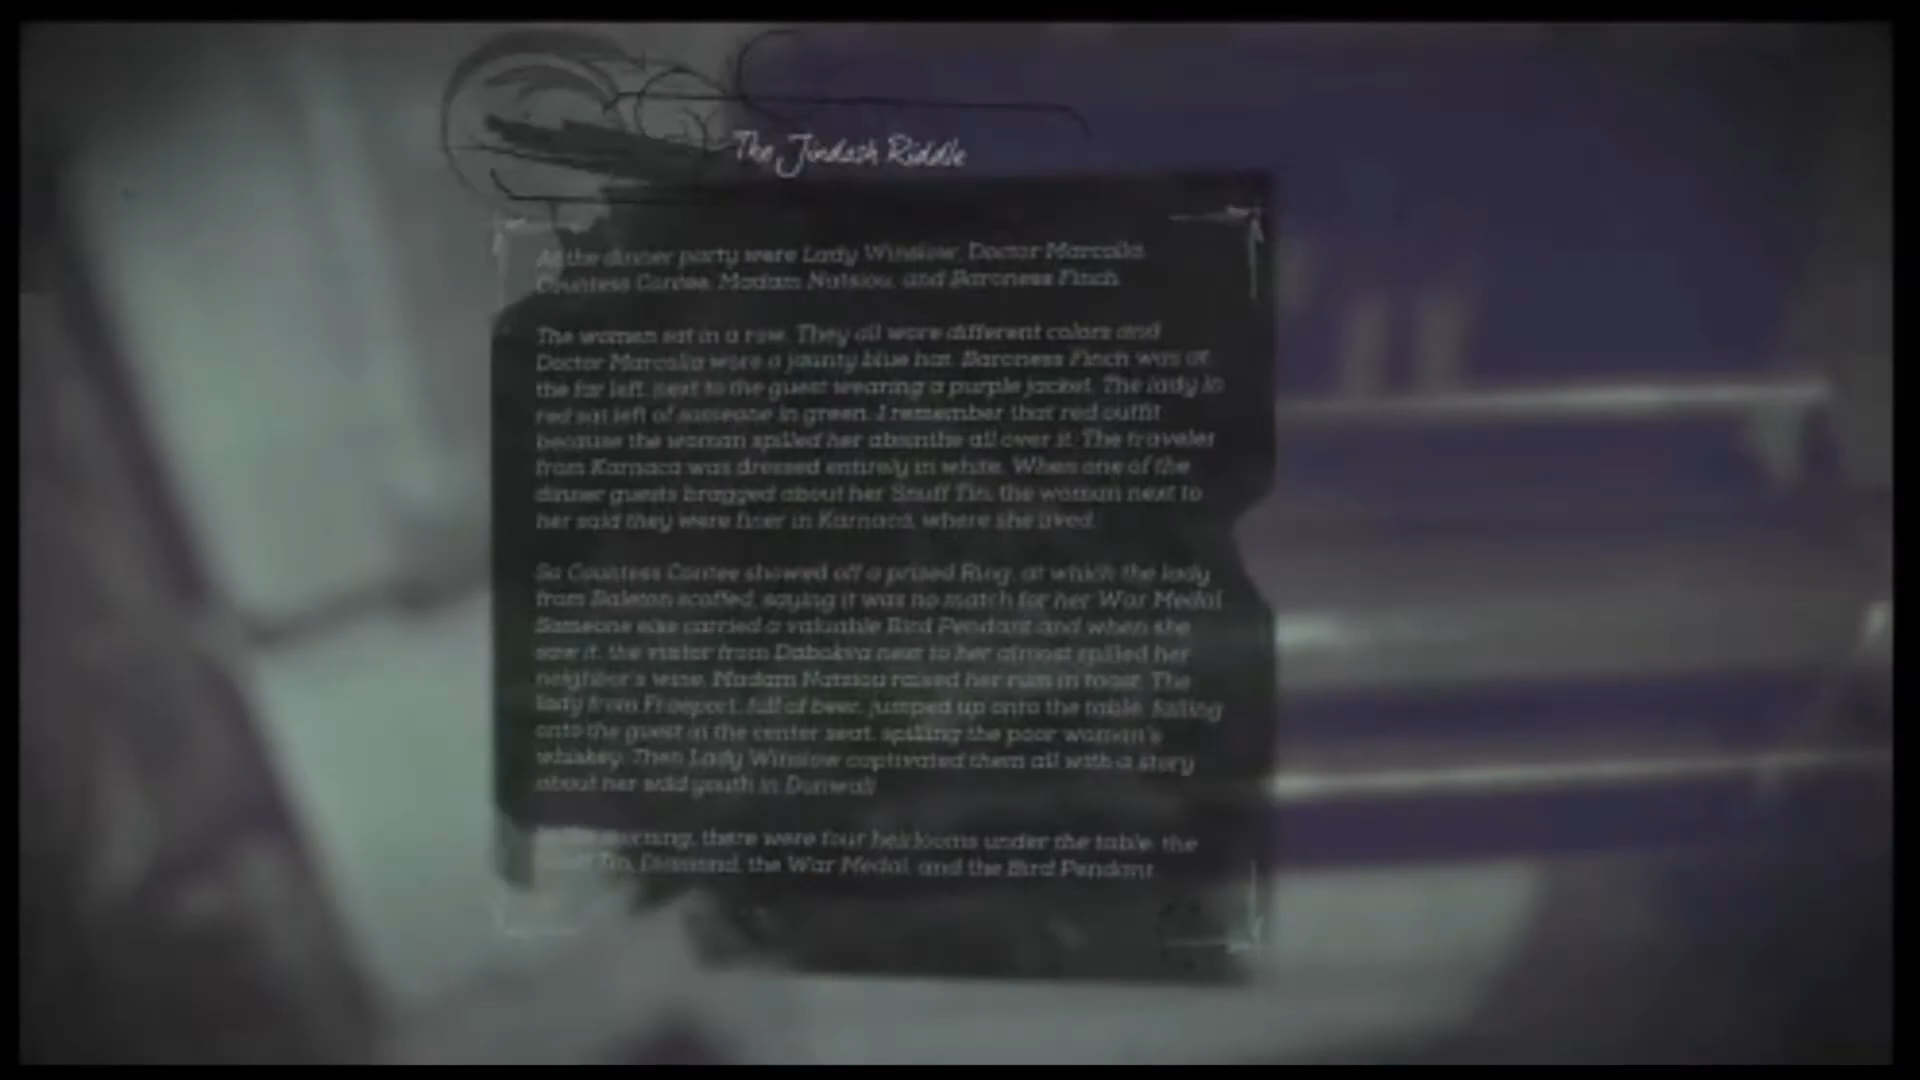 The Jindosh Riddle
At the dinner party were Lady Winslow, Doctor Marcolla,
Countess Contee, Madam Natsiou, and Baroness Finch.
The women sat in a row. They all wore different colors and
Doctor Marcolla wore a jaunty blue hat. Baroness Finch was at
the far left, next to the guest wearing a purple jacket. The lady in
red sat left of someone in green. I remember that red outfit
because the woman spilled her absinthe all over it. The traveler
from Karnaca was dressed entirely in white. When one of the
dinner guests bragged about her Snuff Tin, the woman next to
her said they were finer in Karnaca, where she lived.
So Countess Contee showed off a prized Ring, at which the lady
from Baleton scoffed, saying it was no match for her War Medal.
Someone else carried a valuable Bird Pendant and when she
saw it, the visitor from Dabokva next to her almost spilled her
neighbor's wine. Madam Natsiou raised her rum in toast. The
lady from Fraeport, full of beer, jumped up onto the table, falling
onto the guest in the center seat, spilling the poor woman's
whiskey. Then Lady Winslow captivated them all with a story
about her wild youth in Dunwall.
morning, there were four heirlooms under the table: the
Tin, Diamond, the War Medal, and the Bird Pendant.